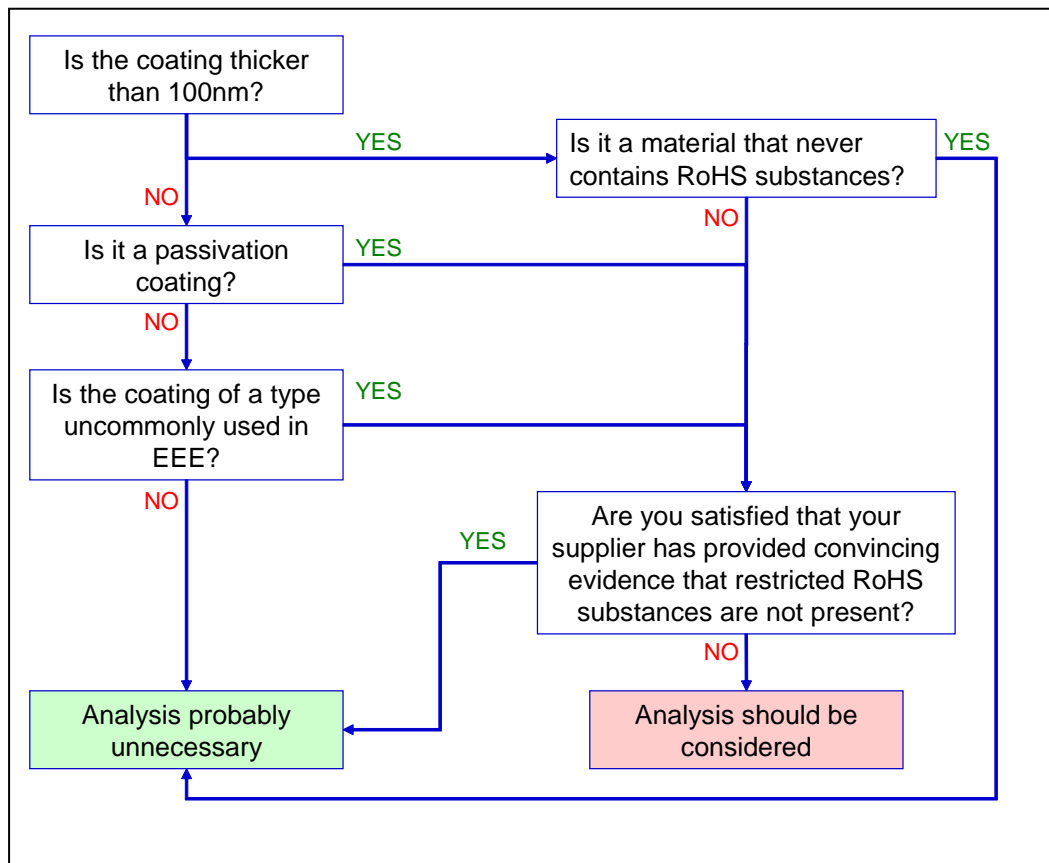 Is the coating thicker
than 100nm?
YES
Is it a material that never
contains RoHS substances?
YES
NO
NO
Is it a passivation
coating?
YES
NO
Is the coating of a type
uncommonly used in
EEE?
YES
NO
Are you satisfied that your
supplier has provided convincing
evidence that restricted RoHS
substances are not present?
YES
NO
Analysis probably
unnecessary
Analysis should be
considered